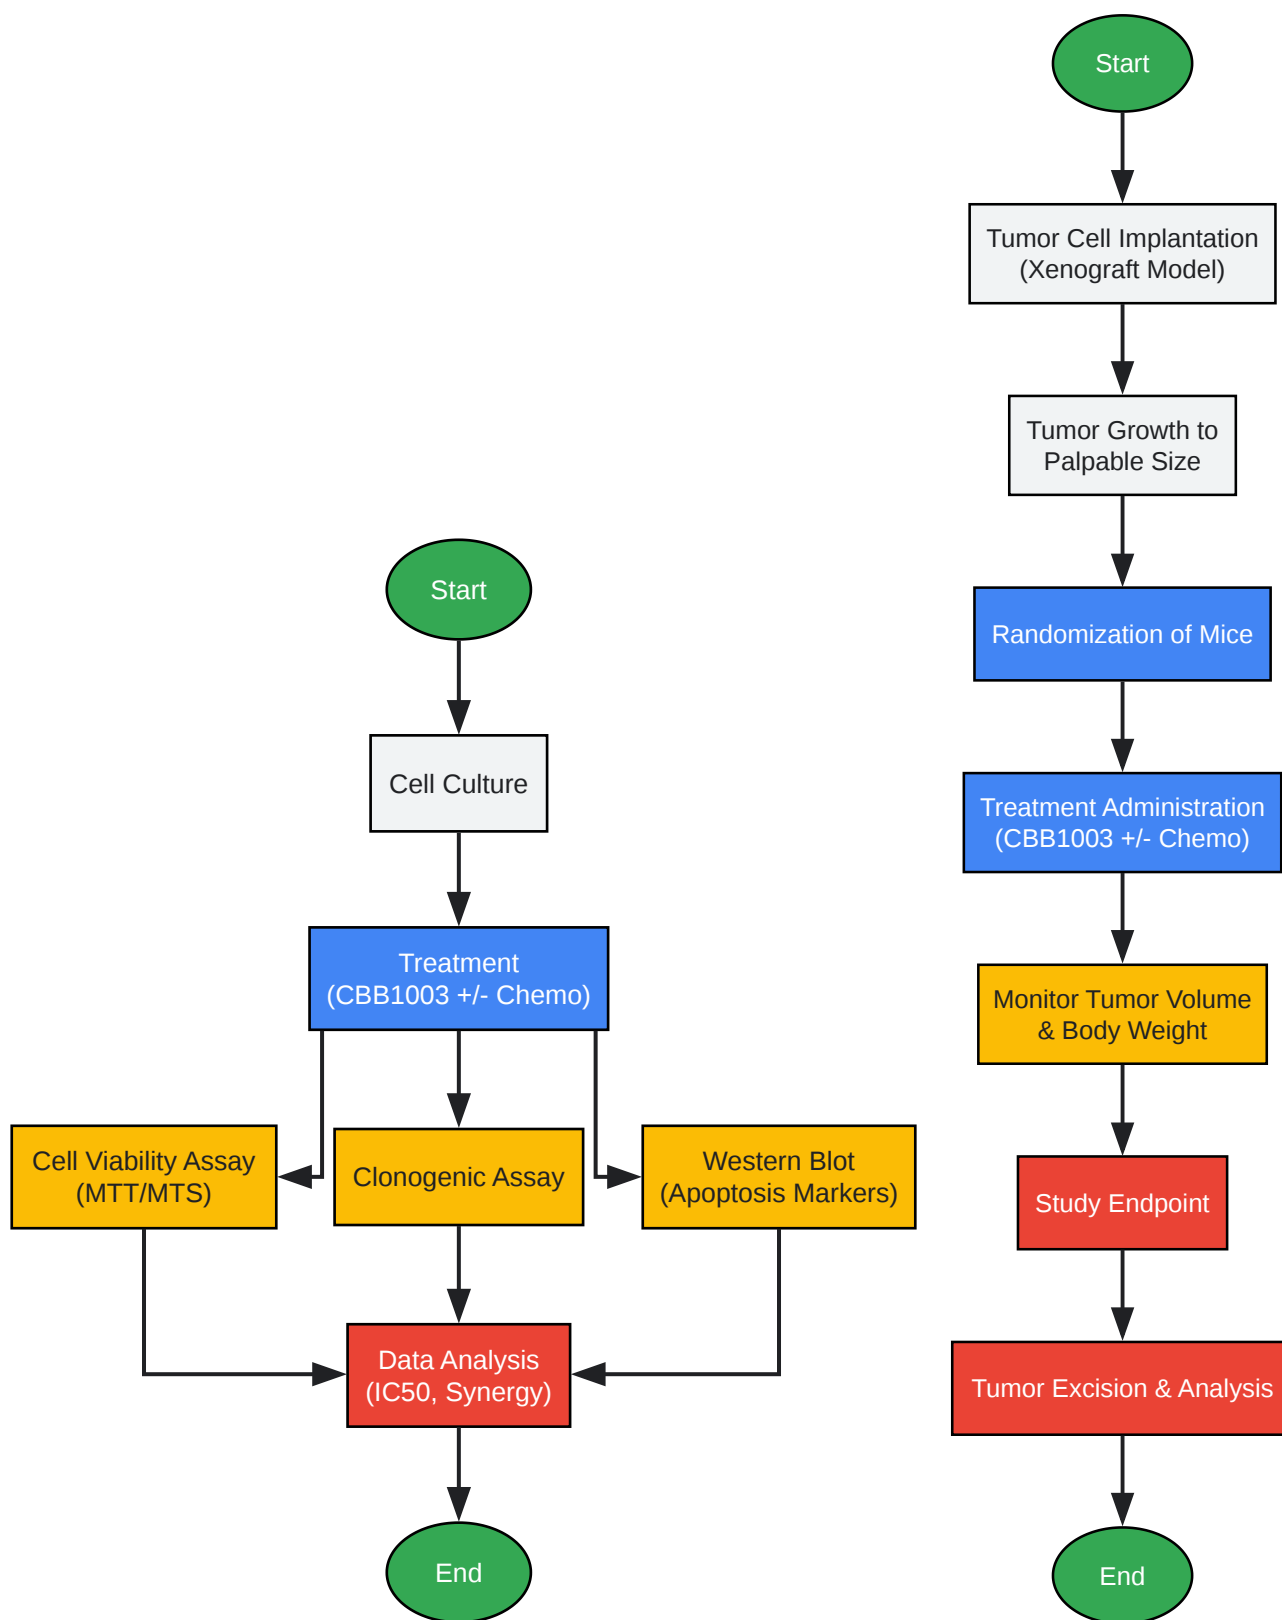 Start
Cell Culture
Treatment
(CBB1003 +/- Chemo)
Cell Viability Assay
(MTT/MTS)
Clonogenic Assay
Western Blot
(Apoptosis Markers)
Data Analysis
(IC50, Synergy)
End
Start
Tumor Cell Implantation
(Xenograft Model)
Tumor Growth to
Palpable Size
Randomization of Mice
Treatment Administration
(CBB1003 +/- Chemo)
Monitor Tumor Volume
& Body Weight
Study Endpoint
Tumor Excision & Analysis
End